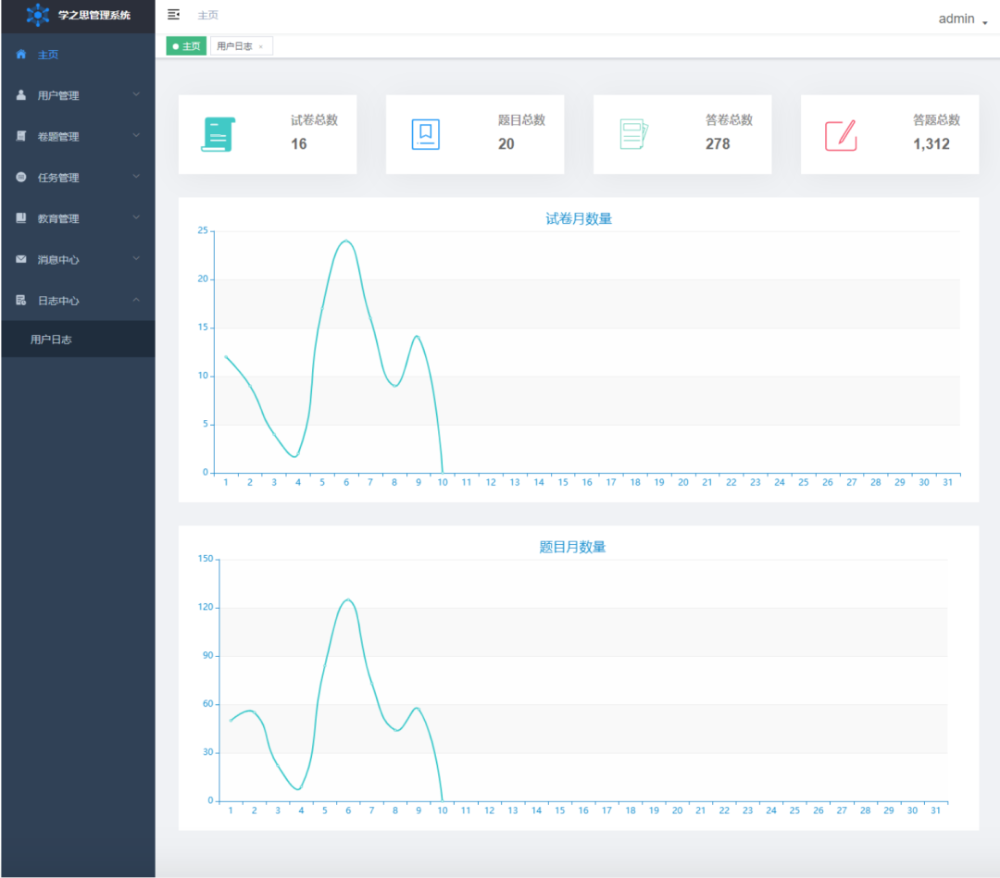 学之思管理系统
主页
admin
主页
用户日志 ×
主页
用户管理
卷题管理
任务管理
教育管理
消息中心
日志中心
用户日志
试卷总数
16
题目总数
20
答卷总数
278
答题总数
1,312
试卷月数量
25
20
15
10
5
0
1 2 3 4 5 6 7 8 9 10 11 12 13 14 15 16 17 18 19 20 21 22 23 24 25 26 27 28 29 30 31
题目月数量
150
120
90
60
30
0
1 2 3 4 5 6 7 8 9 10 11 12 13 14 15 16 17 18 19 20 21 22 23 24 25 26 27 28 29 30 31